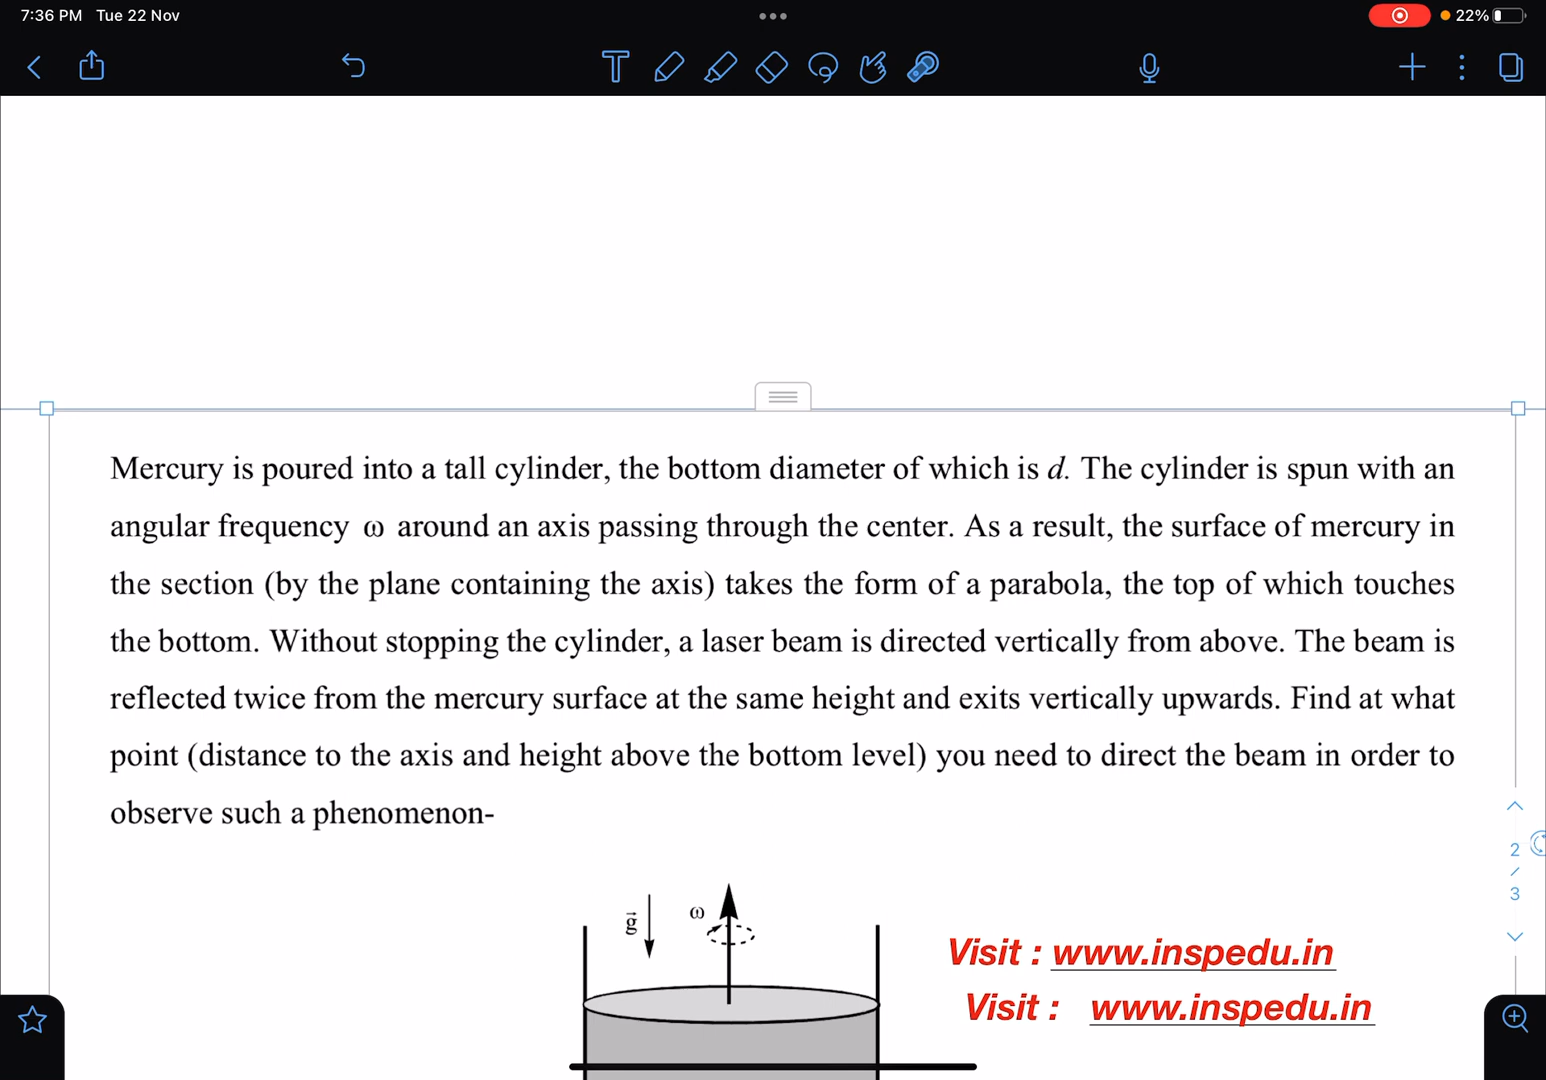 7:36 PM Tue 22 Nov
22%
Mercury is poured into a tall cylinder, the bottom diameter of which is d. The cylinder is spun with an
angular frequency ω around an axis passing through the center. As a result, the surface of mercury in
the section (by the plane containing the axis) takes the form of a parabola, the top of which touches
the bottom. Without stopping the cylinder, a laser beam is directed vertically from above. The beam is
reflected twice from the mercury surface at the same height and exits vertically upwards. Find at what
point (distance to the axis and height above the bottom level) you need to direct the beam in order to
observe such a phenomenon-
2
/
3
g⃗ ω
Visit : www.inspedu.in
Visit : www.inspedu.in